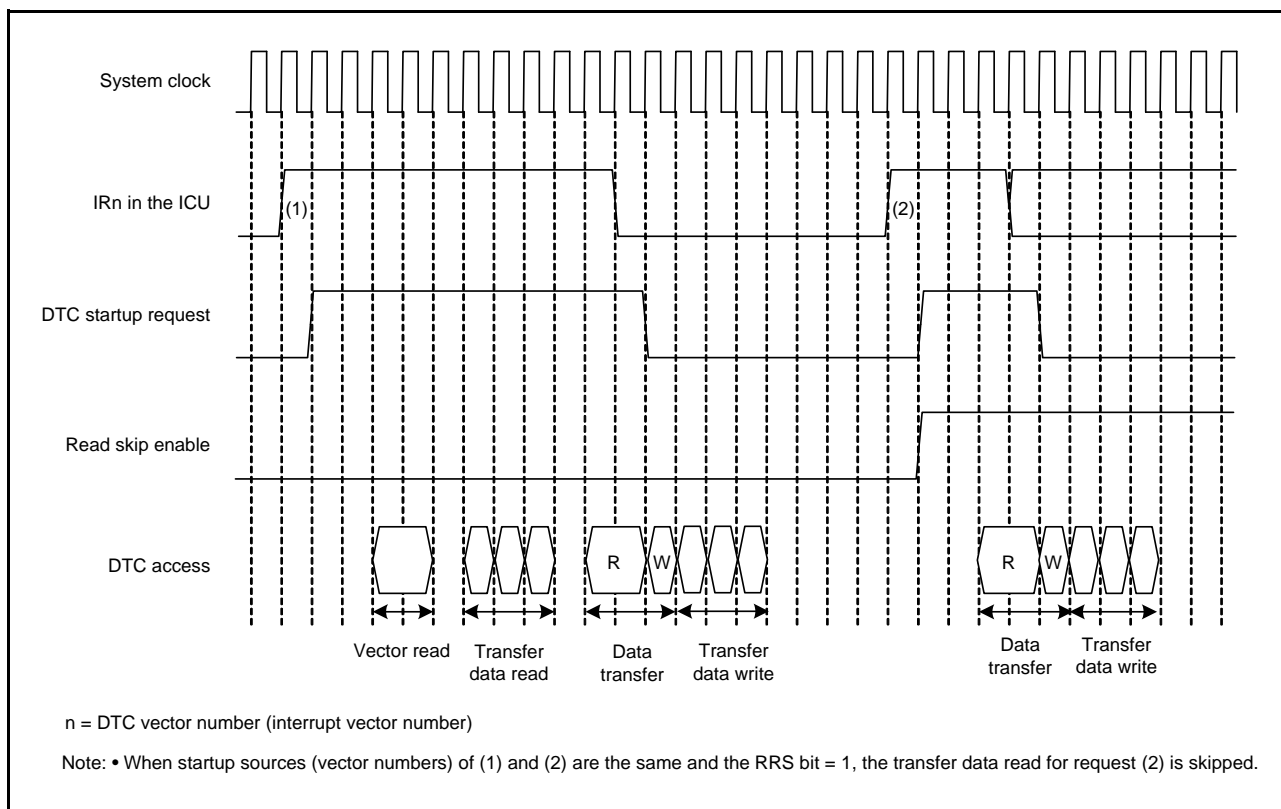 System clock
IRn in the ICU
(1)
(2)
DTC startup request
Read skip enable
DTC access
R
W
R
W
Vector read
Transfer
data read
Data
transfer
Transfer
data write
Data
transfer
Transfer
data write
n = DTC vector number (interrupt vector number)
Note: • When startup sources (vector numbers) of (1) and (2) are the same and the RRS bit = 1, the transfer data read for request (2) is skipped.